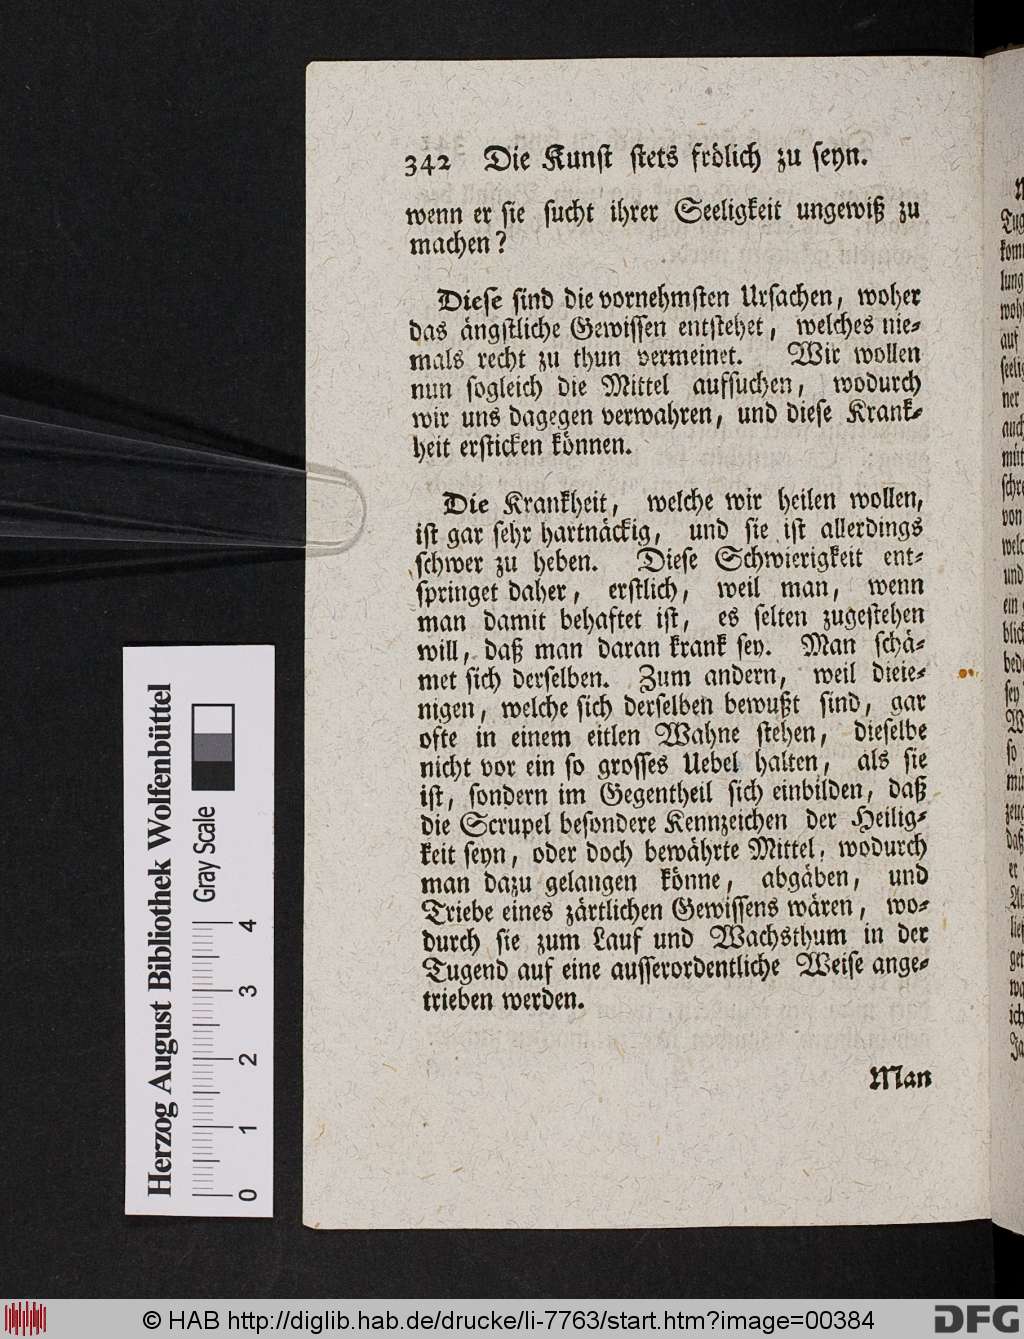 342 Die Kunst stets frölich zu seyn.
wenn er sie sucht ihrer Seeligkeit ungewiß zu
machen?
Diese sind die vornehmsten Ursachen, woher
das ängstliche Gewissen entstehet, welches nie-
mals recht zu thun vermeinet. Wir wollen
nun sogleich die Mittel aufsuchen, wodurch
wir uns dagegen verwahren, und diese Krank-
heit ersticken können.
Die Krankheit, welche wir heilen wollen,
ist gar sehr hartnäckig, und sie ist allerdings
schwer zu heben. Diese Schwierigkeit ent-
springet daher, erstlich, weil man, wenn
man damit behaftet ist, es selten zugestehen
will, daß man daran krank sey. Man schä-
met sich derselben. Zum andern, weil dieie-
nigen, welche sich derselben bewußt sind, gar
ofte in einem eitlen Wahne stehen, dieselbe
nicht vor ein so grosses Uebel halten, als sie
ist, sondern im Gegentheil sich einbilden, daß
die Scrupel besondere Kennzeichen der Heilig-
keit seyn, oder doch bewährte Mittel, wodurch
man dazu gelangen könne, abgäben, und
Triebe eines zärtlichen Gewissens wären, wo-
durch sie zum Lauf und Wachsthum in der
Tugend auf eine ausserordentliche Weise ange-
trieben werden.
Man
Herzog August Bibliothek Wolfenbüttel
Gray Scale
0 1 2 3 4
© HAB http://diglib.hab.de/drucke/li-7763/start.htm?image=00384
DFG